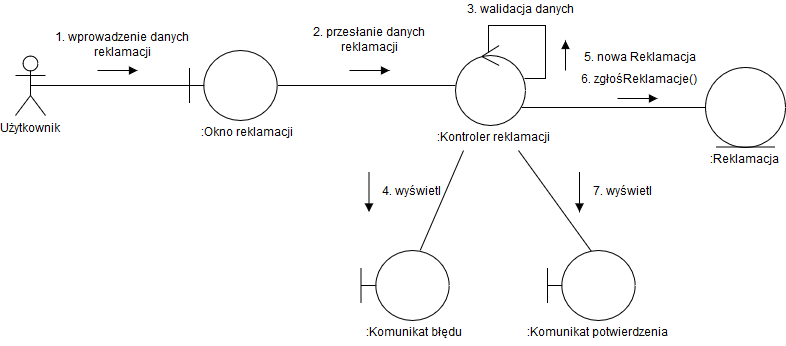 3. walidacja danych
1. wprowadzenie danych
reklamacji
2. przesłanie danych
reklamacji
5. nowa Reklamacja
6. zgłośReklamacje()
Użytkownik
:Okno reklamacji
:Kontroler reklamacji
:Reklamacja
4. wyświetl
7. wyświetl
:Komunikat błędu
:Komunikat potwierdzenia